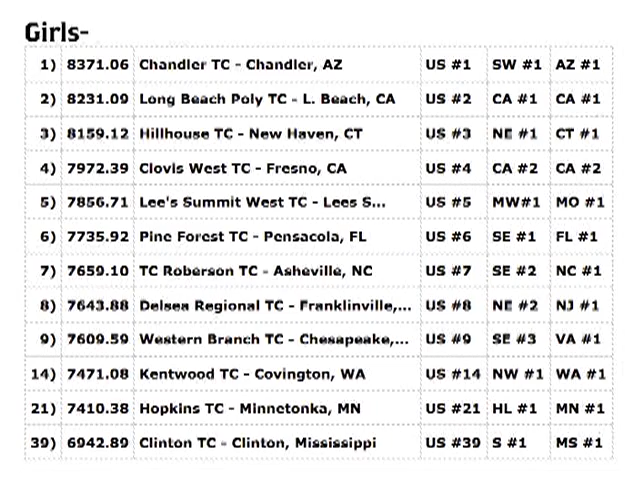 Girls-
1) 8371.06 Chandler TC - Chandler, AZ US #1 SW #1 AZ #1
2) 8231.09 Long Beach Poly TC - L. Beach, CA US #2 CA #1 CA #1
3) 8159.12 Hillhouse TC - New Haven, CT US #3 NE #1 CT #1
4) 7972.39 Clovis West TC - Fresno, CA US #4 CA #2 CA #2
5) 7856.71 Lee's Summit West TC - Lees S... US #5 MW#1 MO #1
6) 7735.92 Pine Forest TC - Pensacola, FL US #6 SE #1 FL #1
7) 7659.10 TC Roberson TC - Asheville, NC US #7 SE #2 NC #1
8) 7643.88 Delsea Regional TC - Franklinville,... US #8 NE #2 NJ #1
9) 7609.59 Western Branch TC - Chesapeake,... US #9 SE #3 VA #1
14) 7471.08 Kentwood TC - Covington, WA US #14 NW #1 WA #1
21) 7410.38 Hopkins TC - Minnetonka, MN US #21 HL #1 MN #1
39) 6942.89 Clinton TC - Clinton, Mississippi US #39 S #1 MS #1